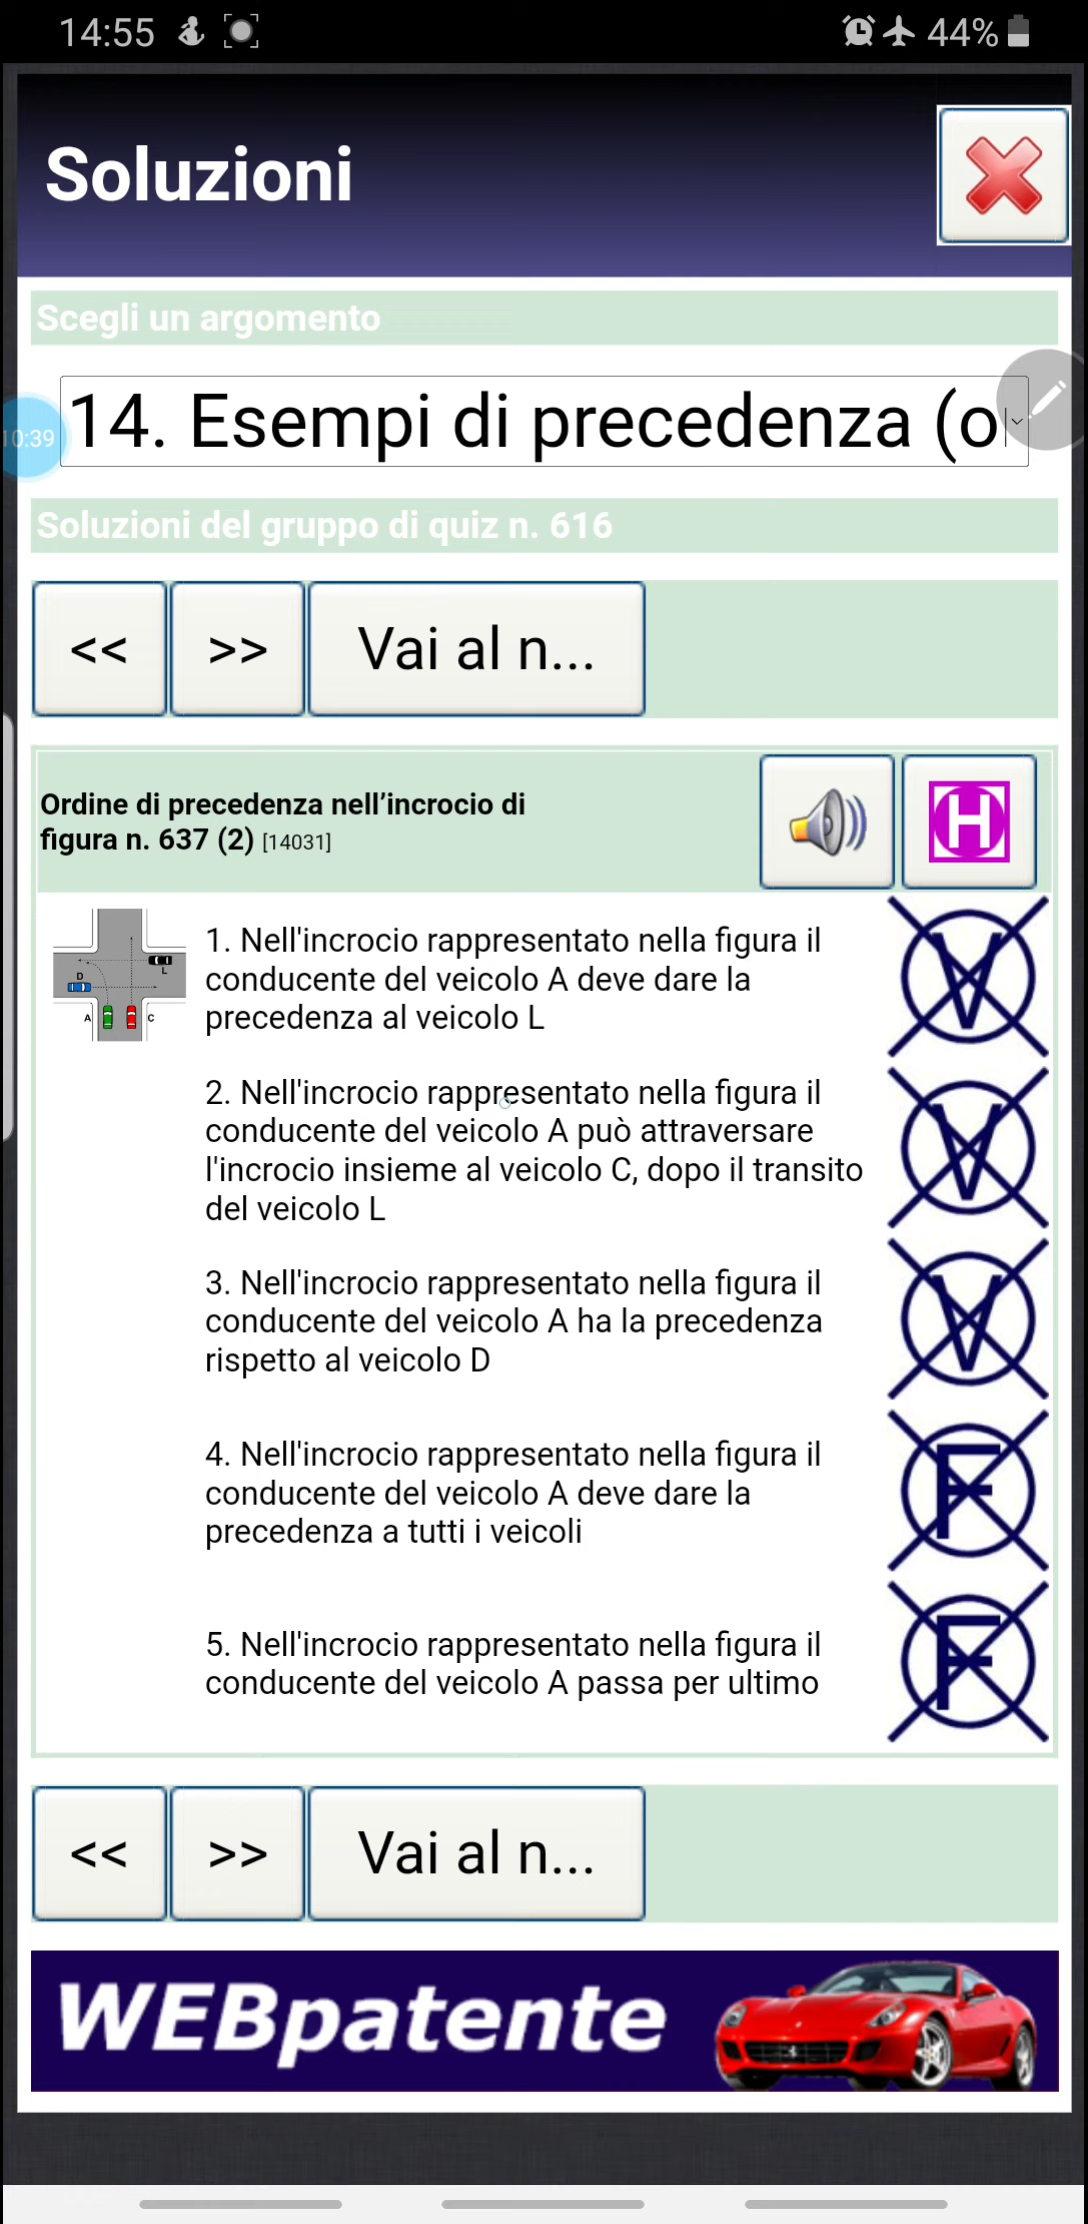 14:55
44%
Soluzioni
Scegli un argomento
14. Esempi di precedenza (o
10:39
Soluzioni del gruppo di quiz n. 616
<<
>>
Vai al n...
Ordine di precedenza nell’incrocio di
figura n. 637 (2) [14031]
H
D
L
A
C
1. Nell'incrocio rappresentato nella figura il
conducente del veicolo A deve dare la
precedenza al veicolo L
V
2. Nell'incrocio rappresentato nella figura il
conducente del veicolo A può attraversare
l'incrocio insieme al veicolo C, dopo il transito
del veicolo L
V
3. Nell'incrocio rappresentato nella figura il
conducente del veicolo A ha la precedenza
rispetto al veicolo D
V
4. Nell'incrocio rappresentato nella figura il
conducente del veicolo A deve dare la
precedenza a tutti i veicoli
F
5. Nell'incrocio rappresentato nella figura il
conducente del veicolo A passa per ultimo
F
<<
>>
Vai al n...
WEBpatente